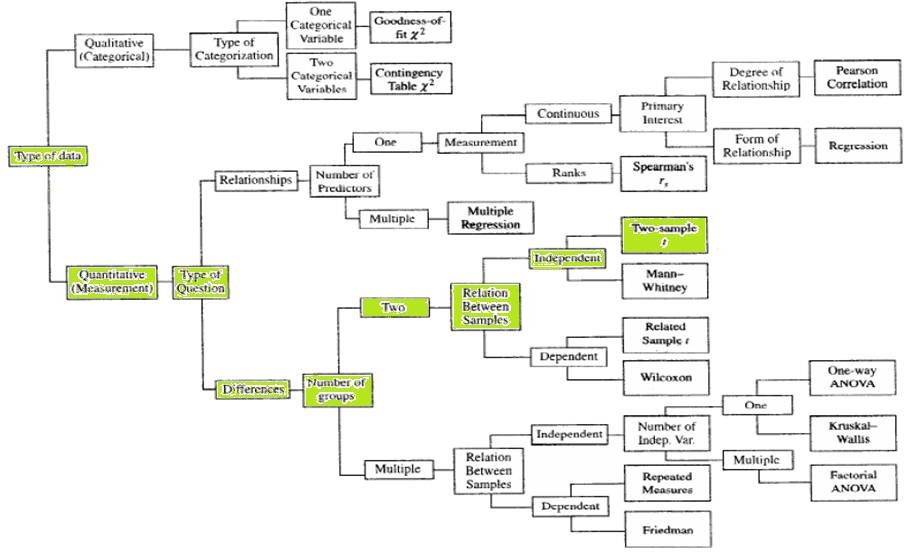 One
Categorical
Variable
Goodness-of-
fit χ²
Qualitative
(Categorical)
Type of
Categorization
Two
Categorical
Variables
Contingency
Table χ²
Degree of
Relationship
Pearson
Correlation
Continuous
Primary
Interest
One
Measurement
Form of
Relationship
Regression
Type of data
Relationships
Number of
Predictors
Ranks
Spearman's
rₛ
Multiple
Multiple
Regression
Two-sample
t
Independent
Quantitative
(Measurement)
Type of
Question
Mann–
Whitney
Two
Relation
Between
Samples
Related
Sample t
Dependent
Wilcoxon
Differences
Number of
groups
One-way
ANOVA
One
Independent
Number of
Indep. Var.
Kruskal–
Wallis
Multiple
Relation
Between
Samples
Multiple
Repeated
Measures
Factorial
ANOVA
Dependent
Friedman